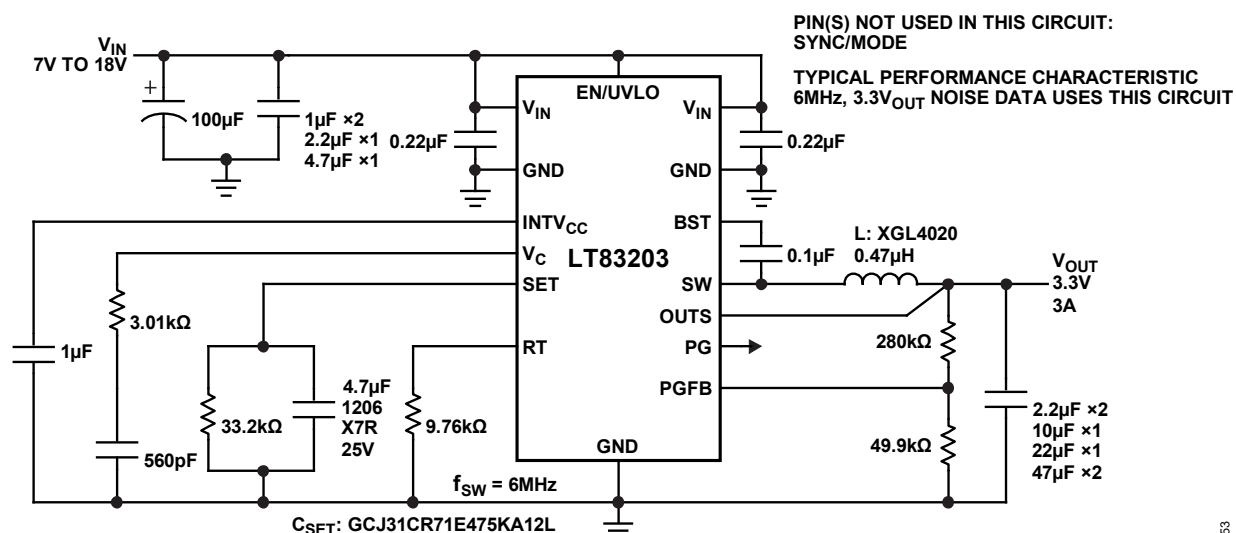 PIN(S) NOT USED IN THIS CIRCUIT:
SYNC/MODE
TYPICAL PERFORMANCE CHARACTERISTIC
6MHz, 3.3VOUT NOISE DATA USES THIS CIRCUIT
VIN
7V TO 18V
+
100µF
1µF ×2
2.2µF ×1
4.7µF ×1
0.22µF
EN/UVLO
VIN
VIN
GND
GND
0.22µF
INTVCC
BST
VC
LT83203
0.1µF
L: XGL4020
0.47µH
SET
SW
VOUT
3.3V
3A
OUTS
3.01kΩ
RT
PG
280kΩ
1µF
PGFB
33.2kΩ
4.7µF
1206
X7R
25V
9.76kΩ
2.2µF ×2
10µF ×1
22µF ×1
47µF ×2
560pF
GND
49.9kΩ
fSW = 6MHz
CSET: GCJ31CR71E475KA12L
53